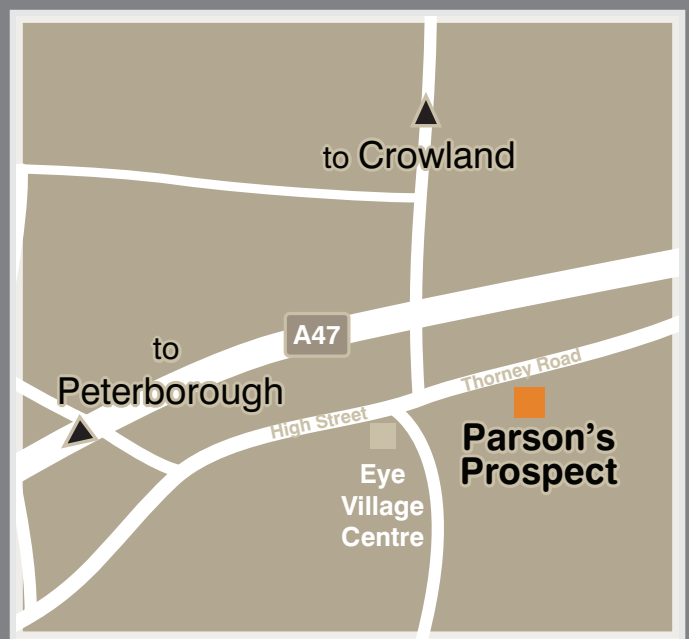 to Crowland
A47
to
Peterborough
Thorney Road
High Street
Parson's
Prospect
Eye
Village
Centre